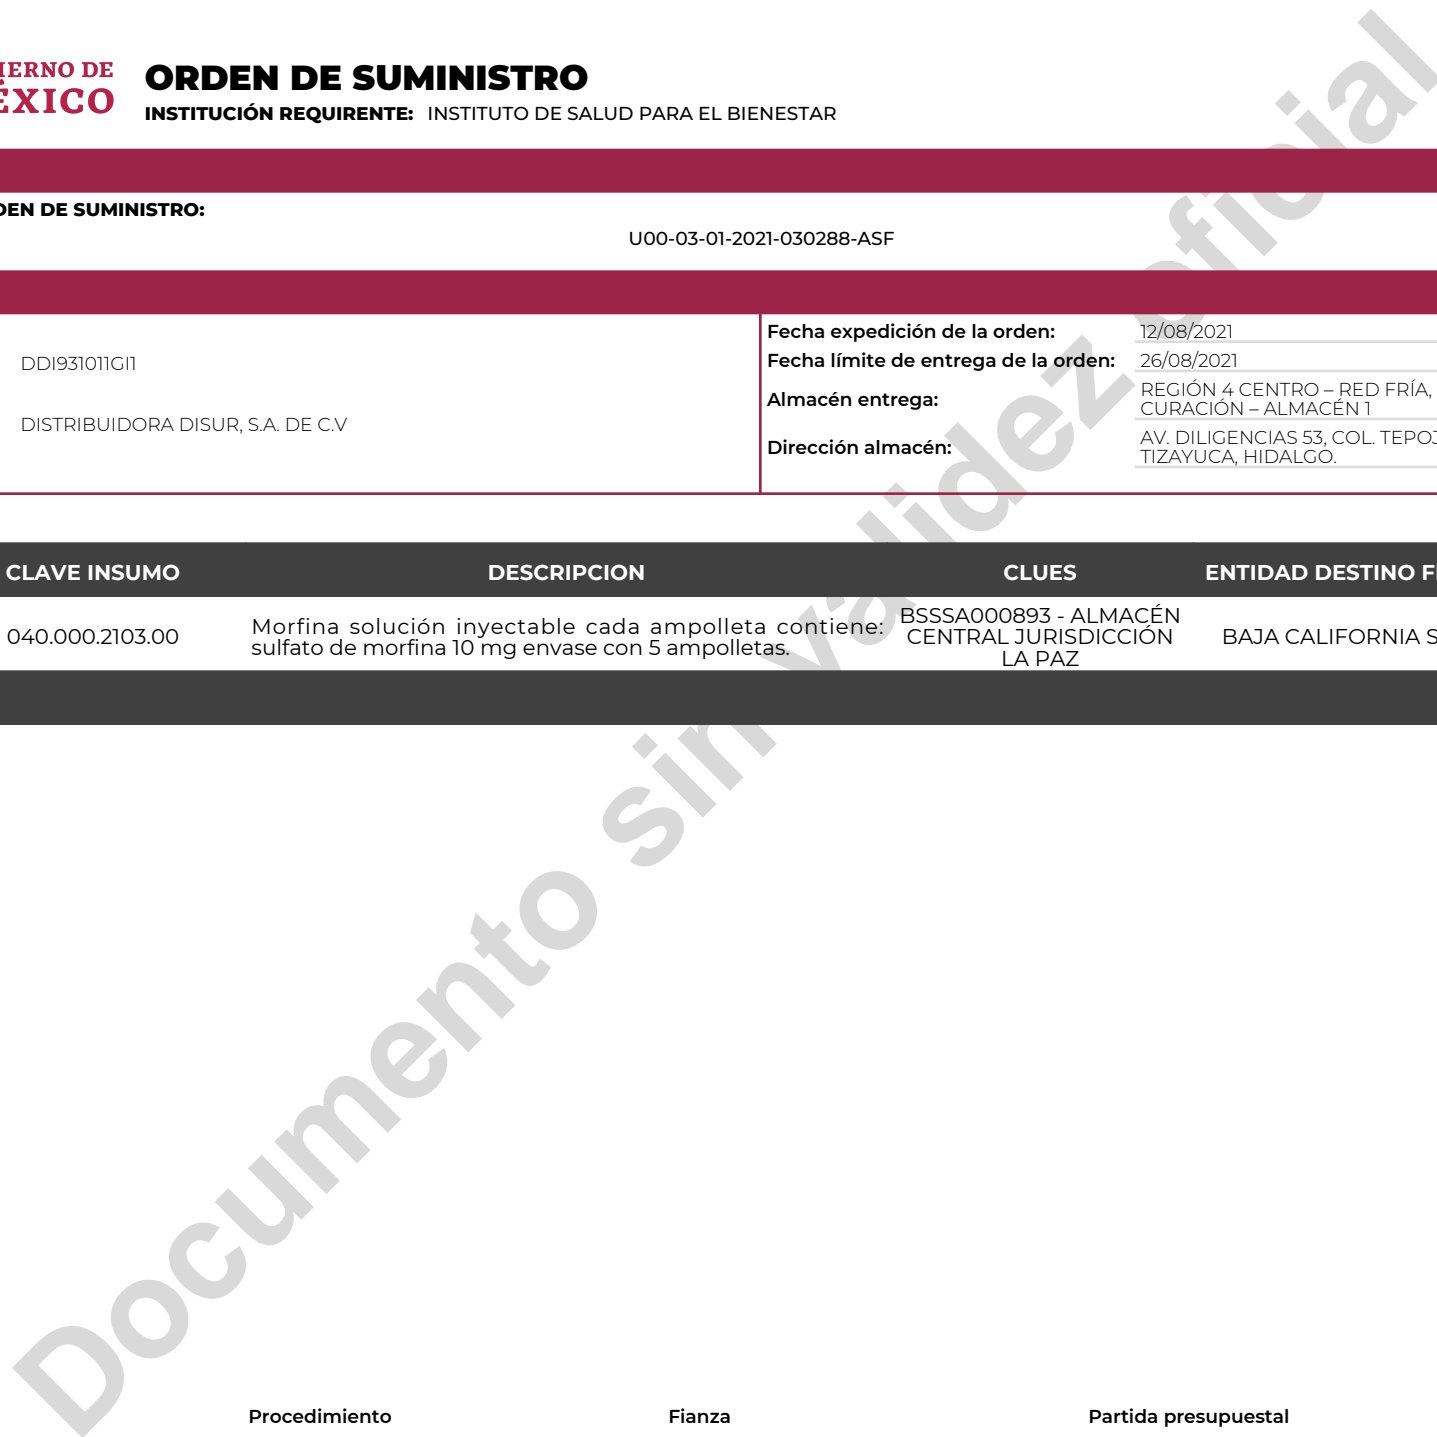 IERNO DE
ÉXICO
ORDEN DE SUMINISTRO
INSTITUCIÓN REQUIRENTE: INSTITUTO DE SALUD PARA EL BIENESTAR
DEN DE SUMINISTRO:
U00-03-01-2021-030288-ASF
DDI931011GI1
DISTRIBUIDORA DISUR, S.A. DE C.V
Fecha expedición de la orden: 12/08/2021
Fecha límite de entrega de la orden: 26/08/2021
Almacén entrega: REGIÓN 4 CENTRO – RED FRÍA,
CURACIÓN – ALMACÉN 1
Dirección almacén: AV. DILIGENCIAS 53, COL. TEPOJ
TIZAYUCA, HIDALGO.
CLAVE INSUMO DESCRIPCION CLUES ENTIDAD DESTINO F
040.000.2103.00
Morfina solución inyectable cada ampolleta contiene:
sulfato de morfina 10 mg envase con 5 ampolletas.
BSSSA000893 - ALMACÉN
CENTRAL JURISDICCIÓN
LA PAZ
BAJA CALIFORNIA S
Documento sin validez oficial
Procedimiento Fianza Partida presupuestal